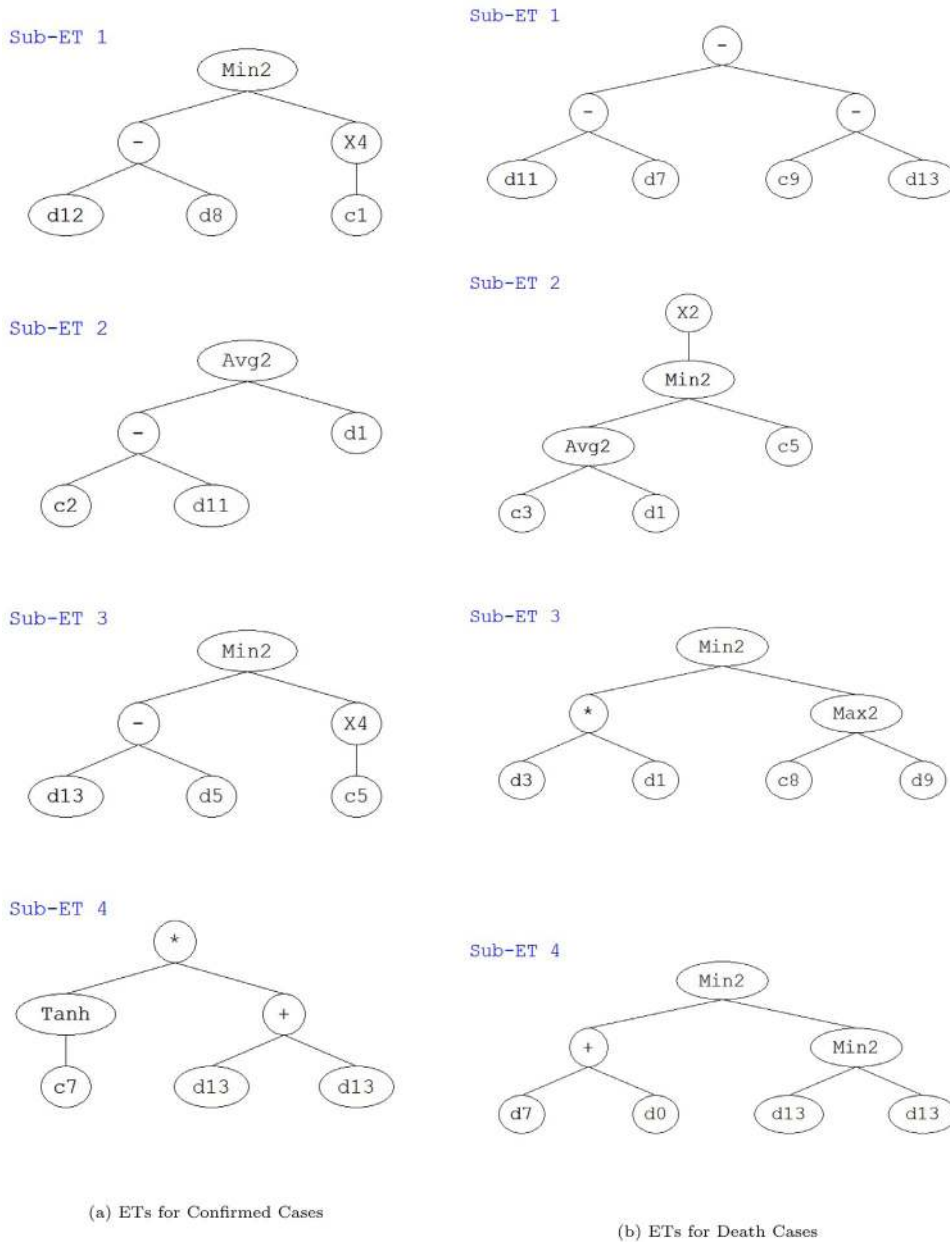 Sub-ET 1
Min2
- X4
d12 d8 c1
Sub-ET 2
Avg2
- d1
c2 d11
Sub-ET 3
Min2
- X4
d13 d5 c5
Sub-ET 4
*
Tanh +
c7 d13 d13
(a) ETs for Confirmed Cases
Sub-ET 1
-
- -
d11 d7 c9 d13
Sub-ET 2
X2
Min2
Avg2 c5
c3 d1
Sub-ET 3
Min2
* Max2
d3 d1 c8 d9
Sub-ET 4
Min2
+ Min2
d7 d0 d13 d13
(b) ETs for Death Cases